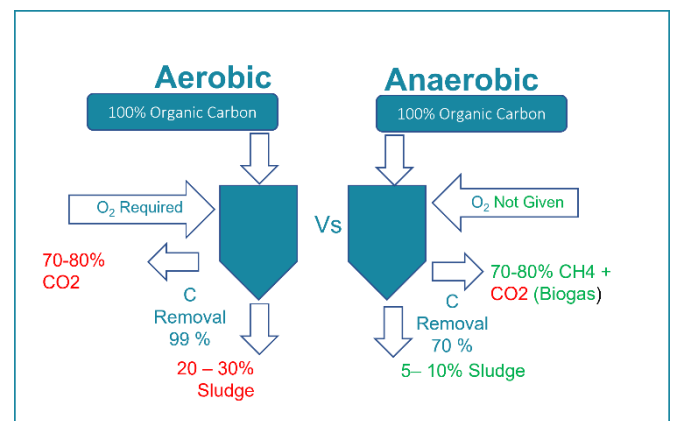 Aerobic
Anaerobic
100% Organic Carbon
100% Organic Carbon
O₂ Required
Vs
O₂ Not Given
70-80%
CO2
C
Removal
99 %
20 – 30%
Sludge
70-80% CH4 +
CO2 (Biogas)
C
Removal
70 %
5– 10% Sludge